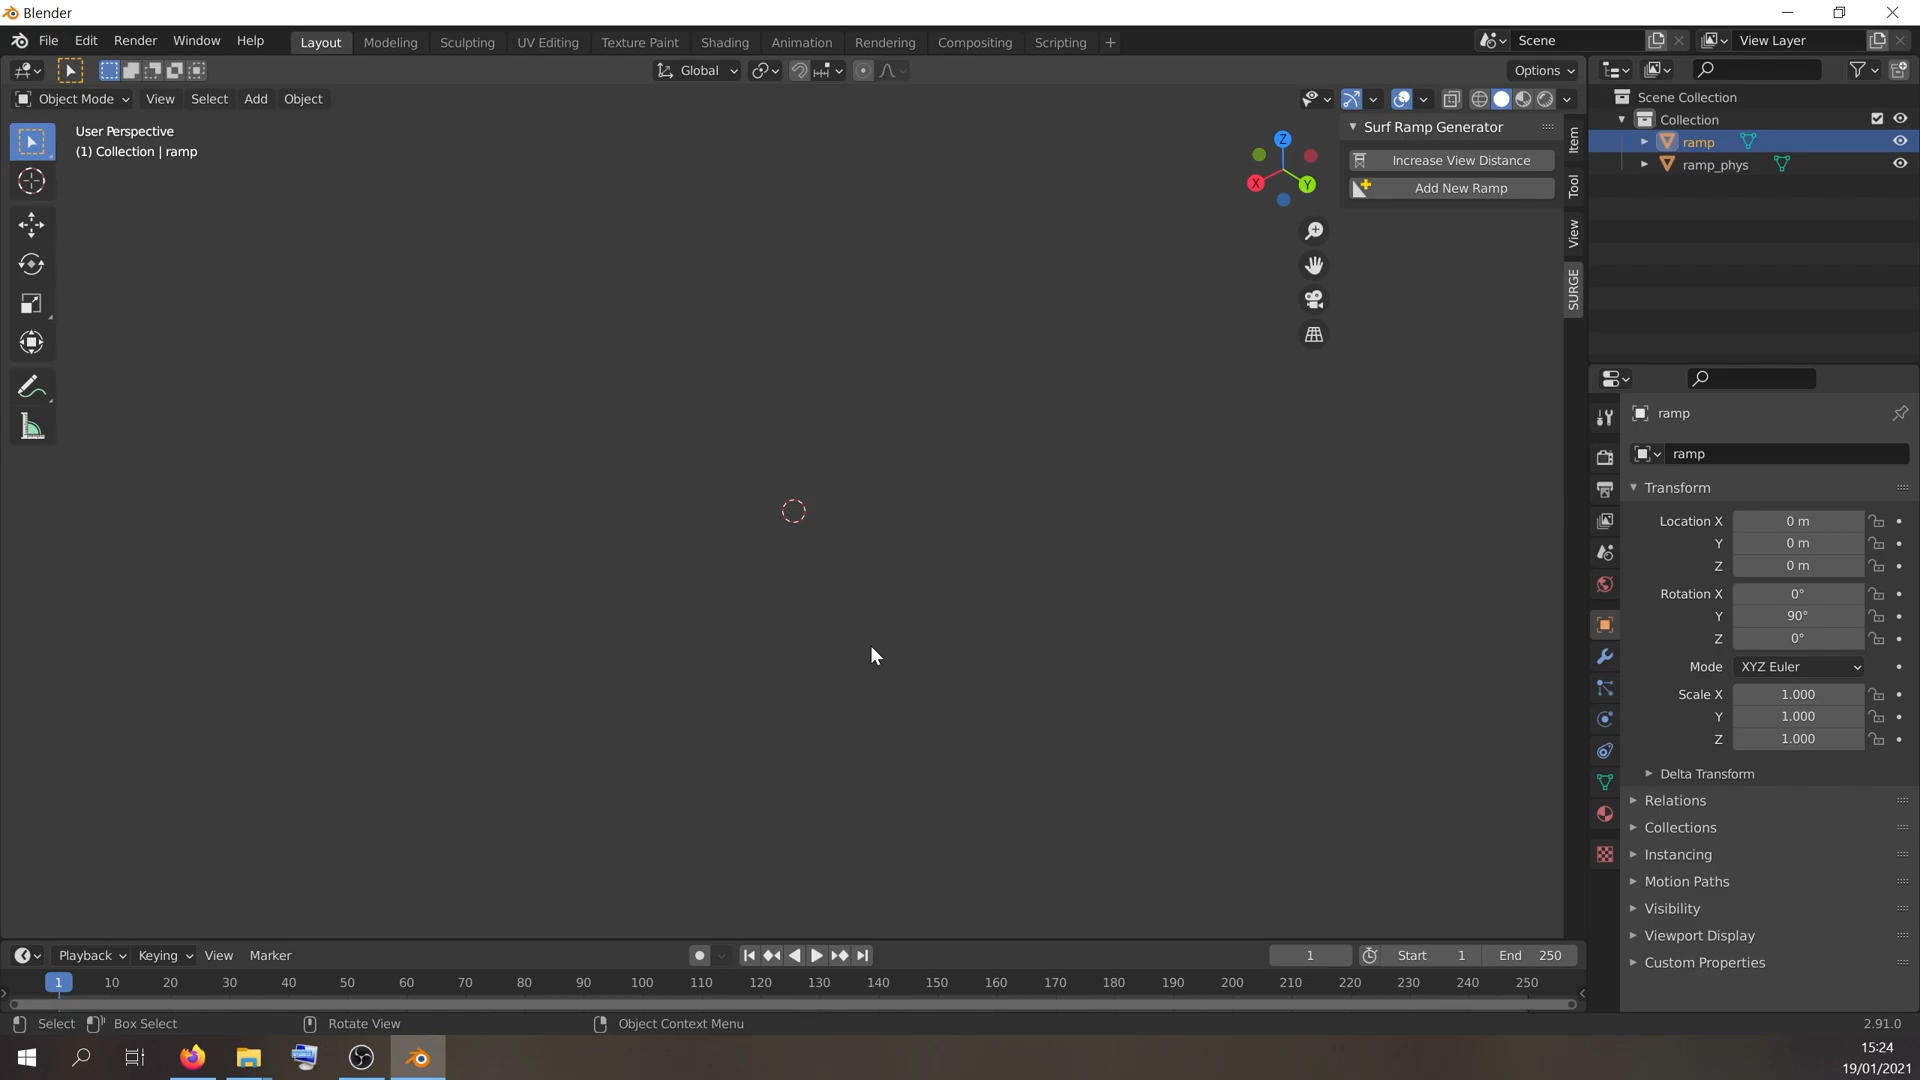 Blender
File Edit Render Window Help Layout Modeling Sculpting UV Editing Texture Paint Shading Animation Rendering Compositing Scripting + Scene View Layer
Global Options
Object Mode View Select Add Object
User Perspective
(1) Collection | ramp
Z
X Y
Surf Ramp Generator
Increase View Distance
Add New Ramp
Item
Tool
View
SURGE
Scene Collection
Collection
ramp
ramp_phys
ramp
ramp
Transform
Location X 0 m
Y 0 m
Z 0 m
Rotation X 0°
Y 90°
Z 0°
Mode XYZ Euler
Scale X 1.000
Y 1.000
Z 1.000
Delta Transform
Relations
Collections
Instancing
Motion Paths
Visibility
Viewport Display
Custom Properties
Playback Keying View Marker 1 Start 1 End 250
1 10 20 30 40 50 60 70 80 90 100 110 120 130 140 150 160 170 180 190 200 210 220 230 240 250
Select Box Select Rotate View Object Context Menu 2.91.0
15:24
19/01/2021